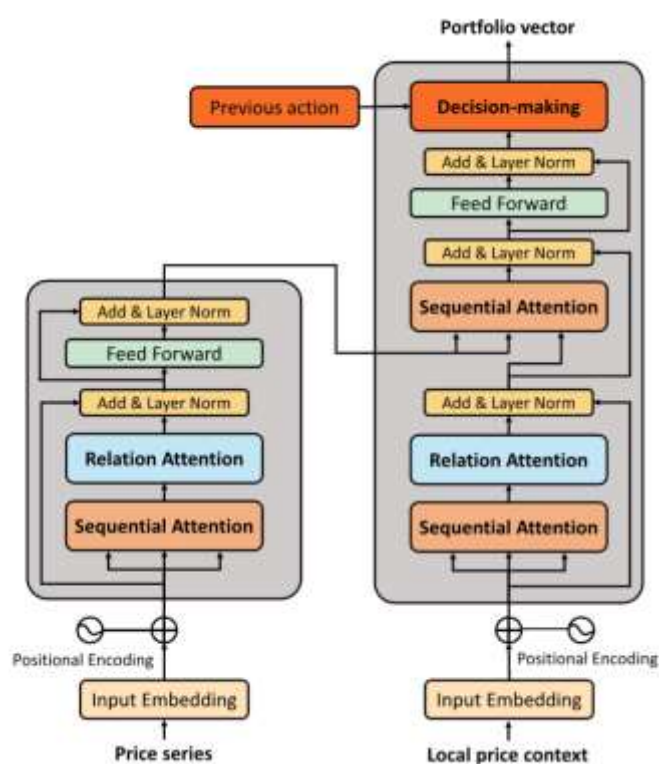 Portfolio vector
Previous action
Decision-making
Add & Layer Norm
Feed Forward
Add & Layer Norm
Sequential Attention
Add & Layer Norm
Relation Attention
Sequential Attention
Positional Encoding
Input Embedding
Local price context
Add & Layer Norm
Feed Forward
Add & Layer Norm
Relation Attention
Sequential Attention
Positional Encoding
Input Embedding
Price series